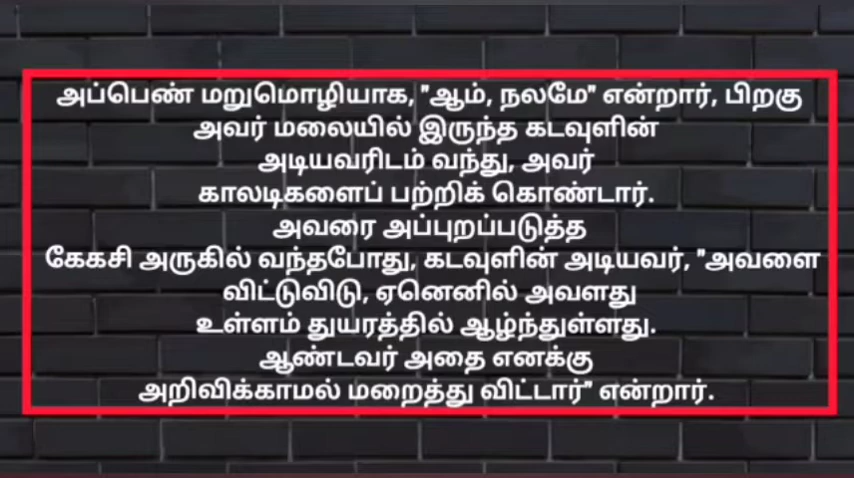 அப்பெண் மறுமொழியாக, "ஆம், நலமே" என்றார், பிறகு
அவர் மலையில் இருந்த கடவுளின்
அடியவரிடம் வந்து, அவர்
காலடிகளைப் பற்றிக் கொண்டார்.
அவரை அப்புறப்படுத்த
கேகசி அருகில் வந்தபோது, கடவுளின் அடியவர், "அவளை
விட்டுவிடு, ஏனெனில் அவளது
உள்ளம் துயரத்தில் ஆழ்ந்துள்ளது.
ஆண்டவர் அதை எனக்கு
அறிவிக்காமல் மறைத்து விட்டார்" என்றார்.